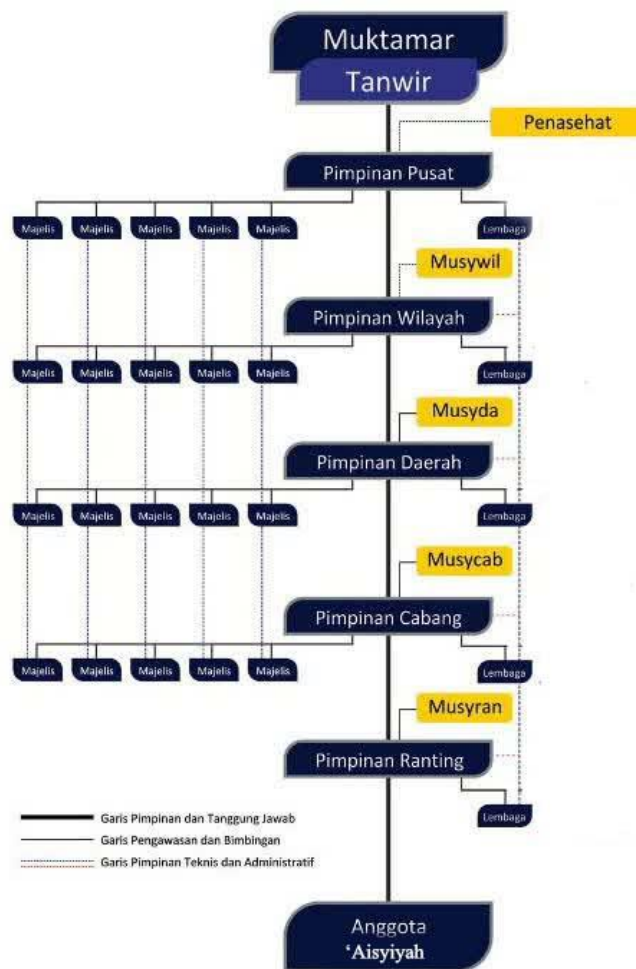 Muktamar
Tanwir
Penasehat
Pimpinan Pusat
Majelis Majelis Majelis Majelis Majelis Lembaga
Musywil
Pimpinan Wilayah
Majelis Majelis Majelis Majelis Majelis Lembaga
Musyda
Pimpinan Daerah
Majelis Majelis Majelis Majelis Majelis Lembaga
Musycab
Pimpinan Cabang
Majelis Majelis Majelis Majelis Majelis Lembaga
Musyran
Pimpinan Ranting
Lembaga
Garis Pimpinan dan Tanggung Jawab
Garis Pengawasan dan Bimbingan
Garis Pimpinan Teknis dan Administratif
Anggota
‘Aisyiyah